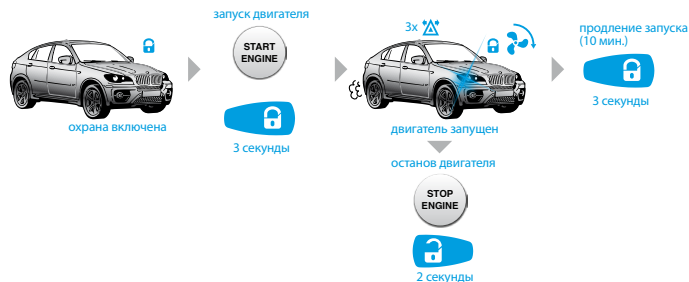 запуск двигателя
START
ENGINE
3 секунды
охрана включена
3x
двигатель запущен
останов двигателя
STOP
ENGINE
2 секунды
продление запуска
(10 мин.)
3 секунды